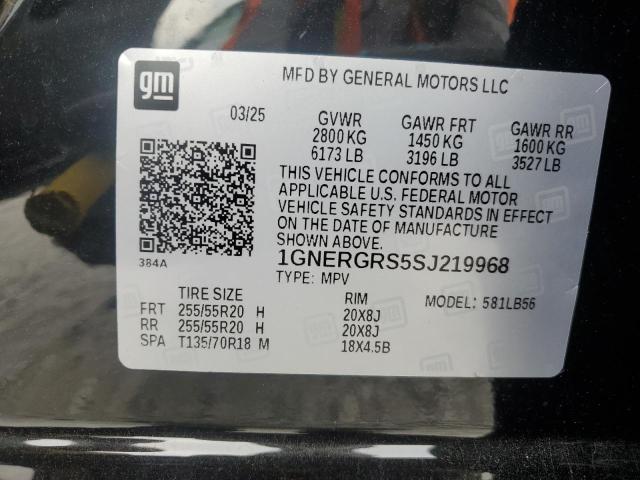 gm
MFD BY GENERAL MOTORS LLC
03/25
GVWR GAWR FRT GAWR RR
2800 KG 1450 KG 1600 KG
6173 LB 3196 LB 3527 LB
THIS VEHICLE CONFORMS TO ALL
APPLICABLE U.S. FEDERAL MOTOR
VEHICLE SAFETY STANDARDS IN EFFECT
ON THE DATE OF MANUFACTURE
SHOWN ABOVE.
384A
1GNERGRS5SJ219968
TYPE: MPV
TIRE SIZE RIM MODEL: 581LB56
FRT 255/55R20 H 20X8J
RR 255/55R20 H 20X8J
SPA T135/70R18 M 18X4.5B